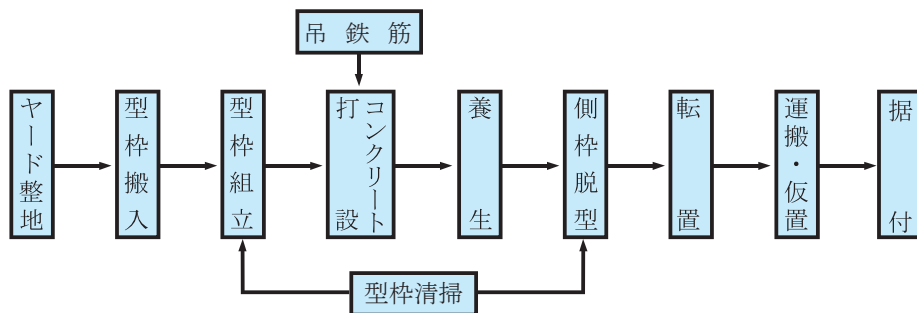 吊鉄筋
ヤード整地
型枠搬入
型枠組立
コンクリート
打設
養生
側枠脱型
転置
運搬・仮置
据付
型枠清掃